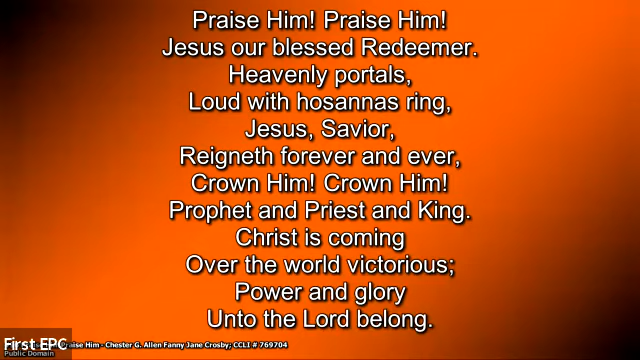 Praise Him! Praise Him!
Jesus our blessed Redeemer.
Heavenly portals,
Loud with hosannas ring,
Jesus, Savior,
Reigneth forever and ever,
Crown Him! Crown Him!
Prophet and Priest and King.
Christ is coming
Over the world victorious;
Power and glory
Unto the Lord belong.
First EPC Praise Him - Chester G. Allen Fanny Jane Crosby; CCLI # 769704
Public Domain